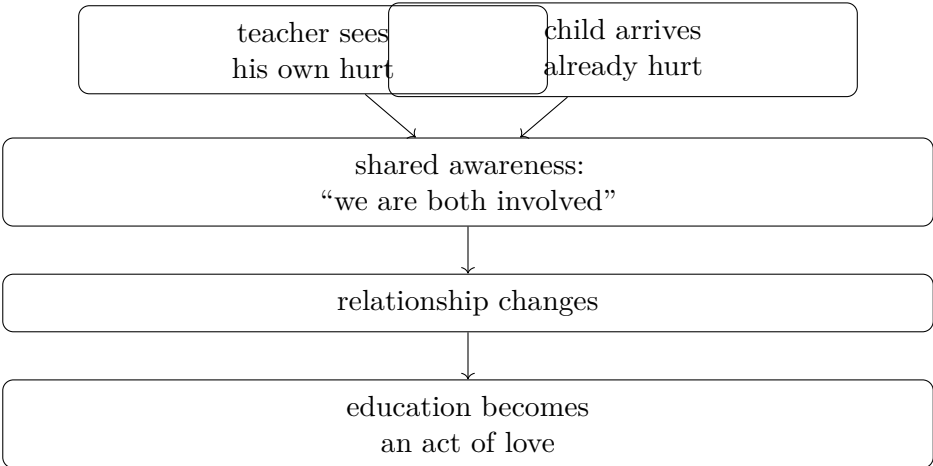 teacher sees
his own hurt
child arrives
already hurt
shared awareness:
“we are both involved”
relationship changes
education becomes
an act of love